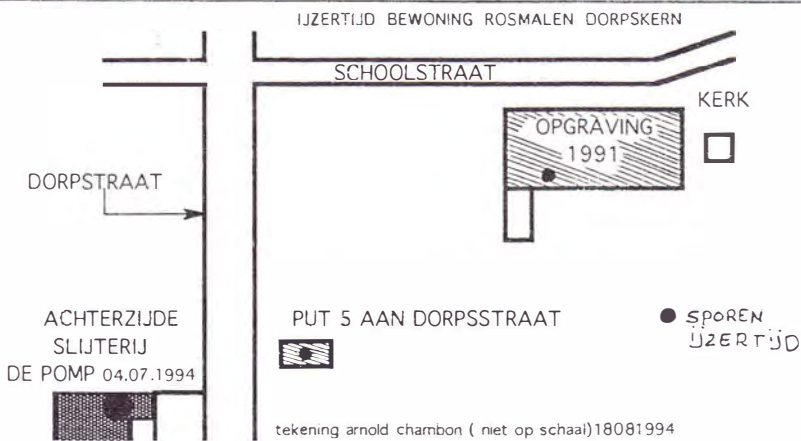 IJZERTIJD BEWONING ROSMALEN DORPSKERN
SCHOOLSTRAAT
KERK
OPGRAVING
1991
DORPSTRAAT
ACHTERZIJDE
SLIJTERIJ
DE POMP 04.07.1994
PUT 5 AAN DORPSSTRAAT
SPOREN
IJZERTIJD
tekening arnold chambon ( niet op schaal)18081994